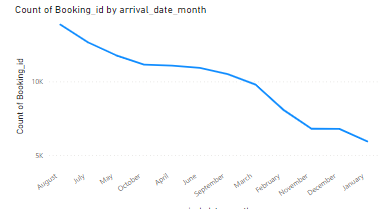 Count of Booking_id by arrival_date_month
Count of Booking_id
10K
5K
August
July
May
October
April
June
September
March
February
November
December
January